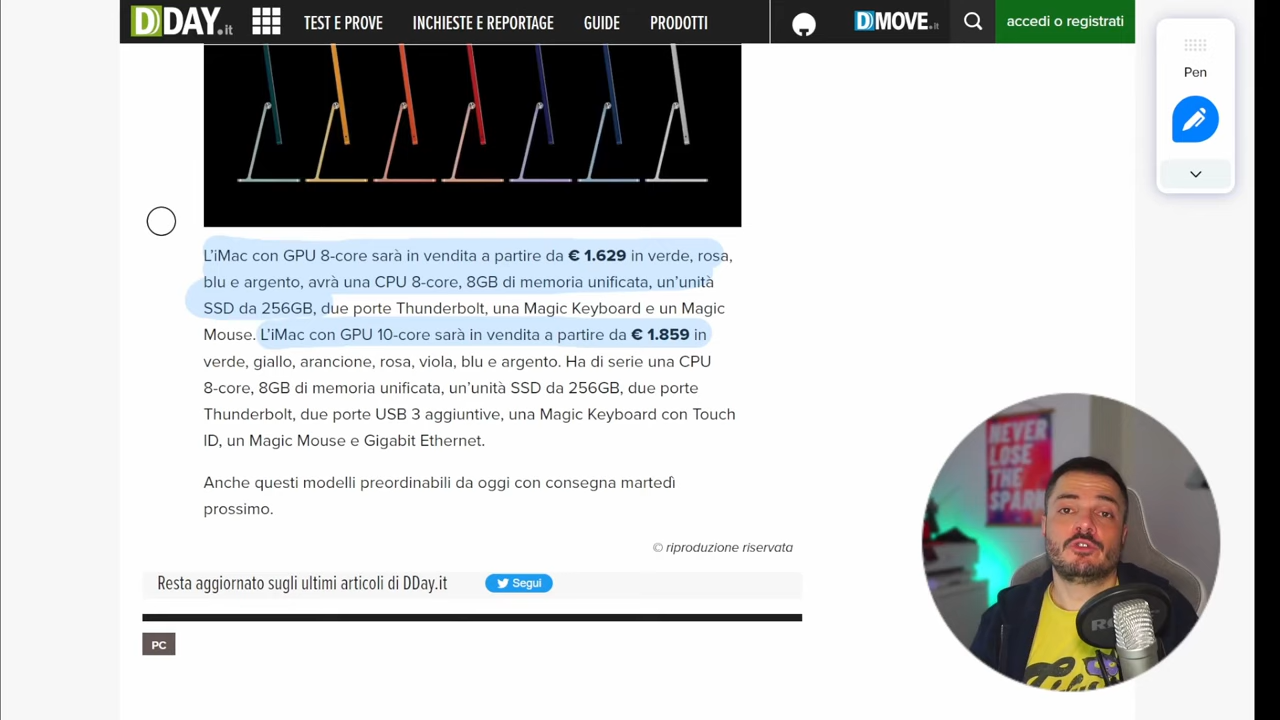 DDAY.it
TEST E PROVE
INCHIESTE E REPORTAGE
GUIDE
PRODOTTI
DMOVE.it
accedi o registrati
Pen
L'iMac con GPU 8-core sarà in vendita a partire da € 1.629 in verde, rosa,
blu e argento, avrà una CPU 8-core, 8GB di memoria unificata, un'unità
SSD da 256GB, due porte Thunderbolt, una Magic Keyboard e un Magic
Mouse. L'iMac con GPU 10-core sarà in vendita a partire da € 1.859 in
verde, giallo, arancione, rosa, viola, blu e argento. Ha di serie una CPU
8-core, 8GB di memoria unificata, un'unità SSD da 256GB, due porte
Thunderbolt, due porte USB 3 aggiuntive, una Magic Keyboard con Touch
ID, un Magic Mouse e Gigabit Ethernet.
Anche questi modelli preordinabili da oggi con consegna martedì
prossimo.
© riproduzione riservata
Resta aggiornato sugli ultimi articoli di DDay.it
Segui
PC
NEVER
LOSE
THE
SPARK